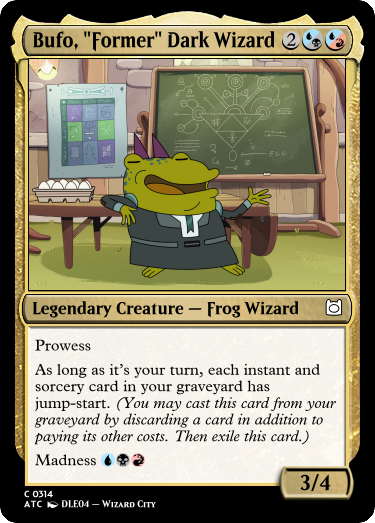 Bufo, "Former" Dark Wizard 2
Legendary Creature — Frog Wizard
Prowess
As long as it's your turn, each instant and
sorcery card in your graveyard has
jump-start. (You may cast this card from your
graveyard by discarding a card in addition to
paying its other costs. Then exile this card.)
Madness
3/4
C 0314
ATC DLE04 — Wizard City